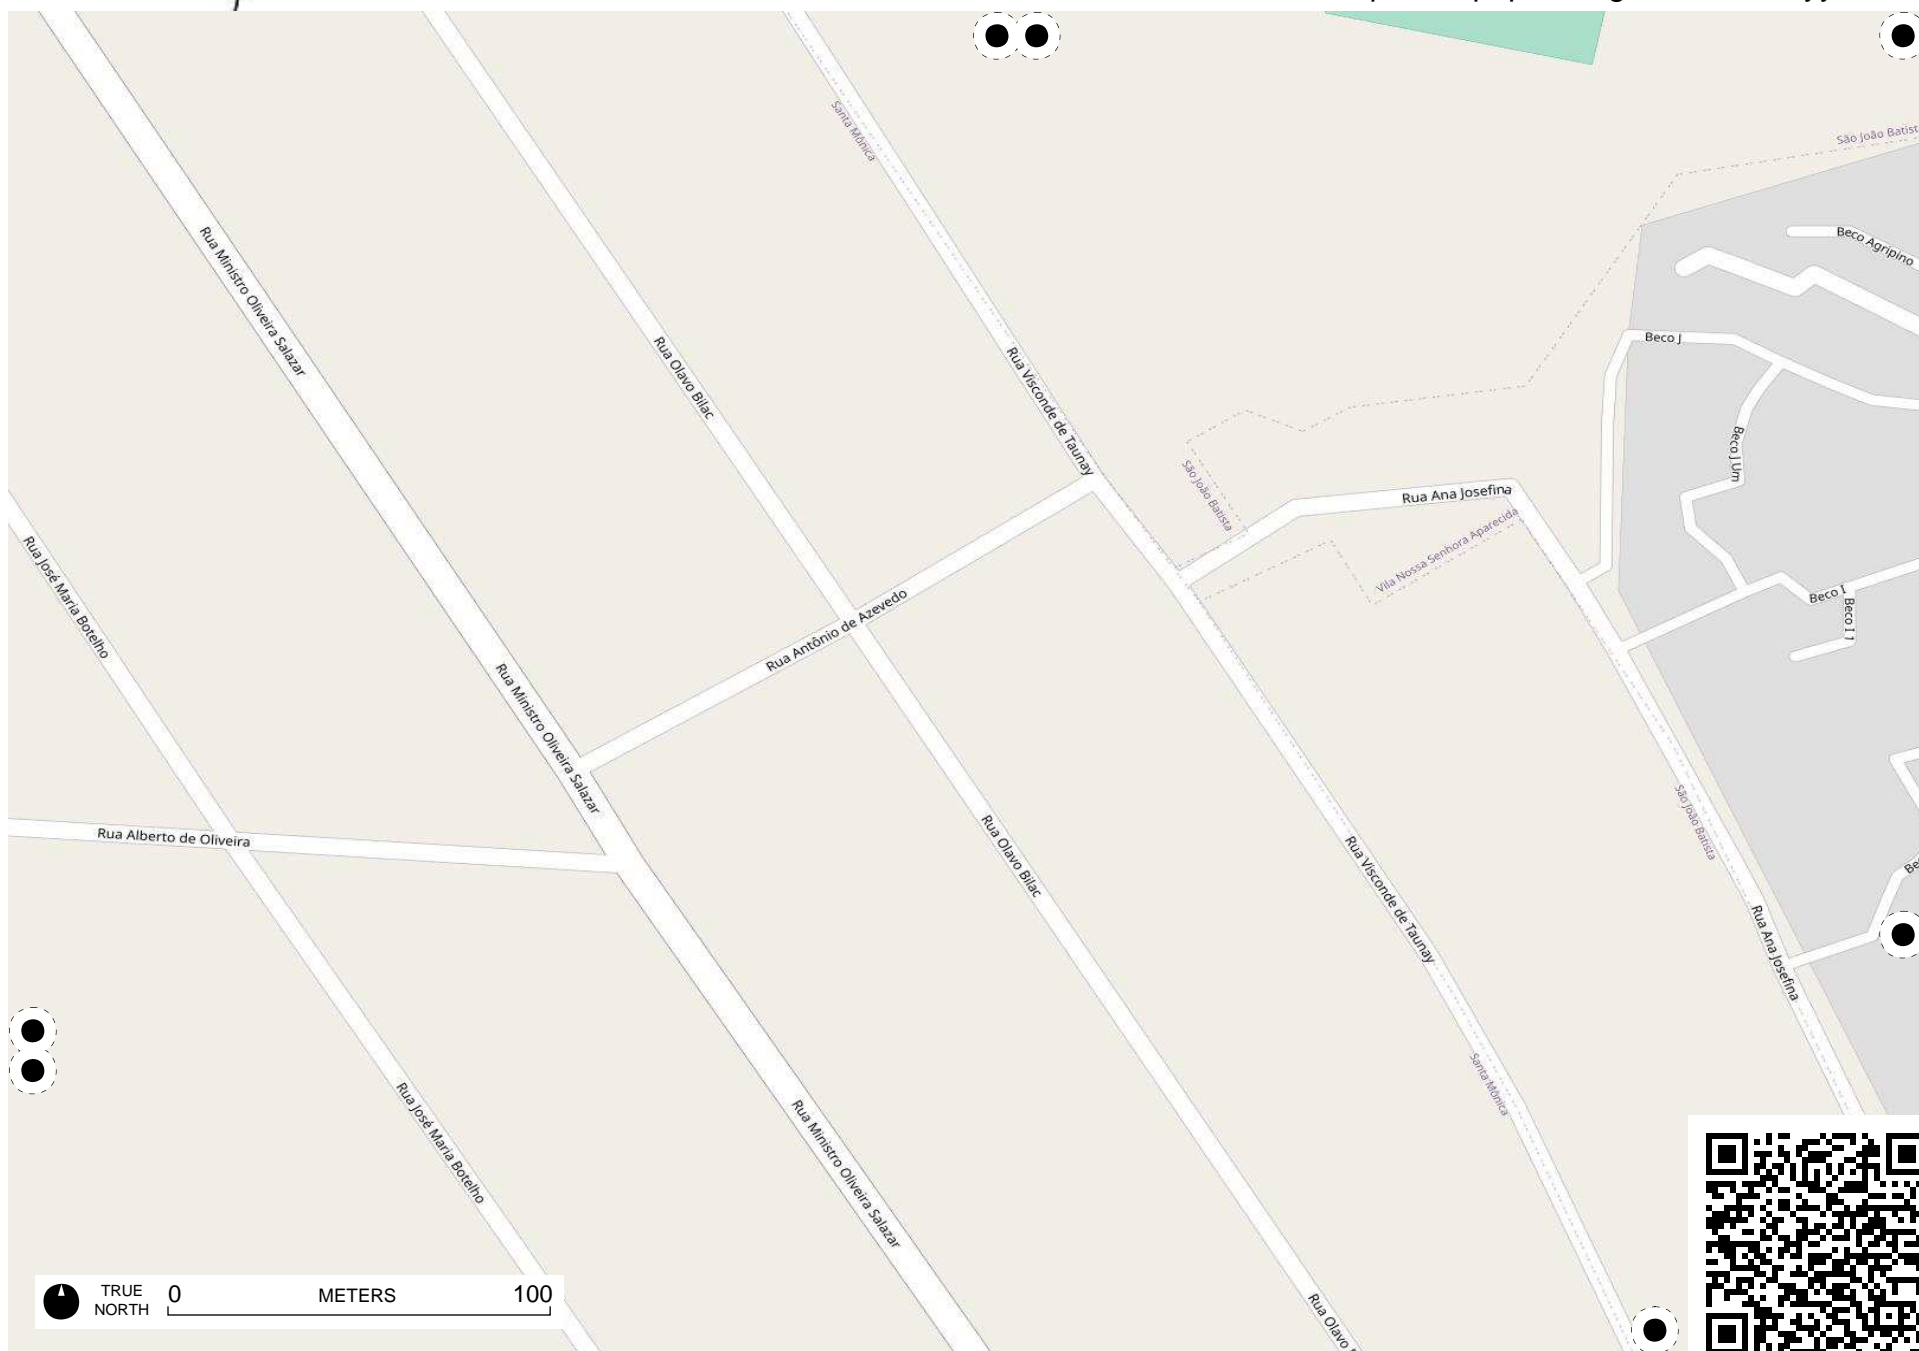 Santa Mônica
São João Batist
Rua Ministro Oliveira Salazar
Beco Agripino
Rua Olavo Bilac
Rua Visconde de Taunay
Beco J
Beco J Um
São João Batista
Rua Ana Josefina
Vila Nossa Senhora Aparecida
Rua José Maria Botelho
Rua Antônio de Azevedo
Beco I
Beco I 1
Rua Ministro Oliveira Salazar
Rua Alberto de Oliveira
Rua Olavo Bilac
Rua Visconde de Taunay
São João Batista
Be
Rua Ana Josefina
Santa Mônica
Rua José Maria Botelho
Rua Ministro Oliveira Salazar
TRUE NORTH
0 METERS 100
Rua Olavo